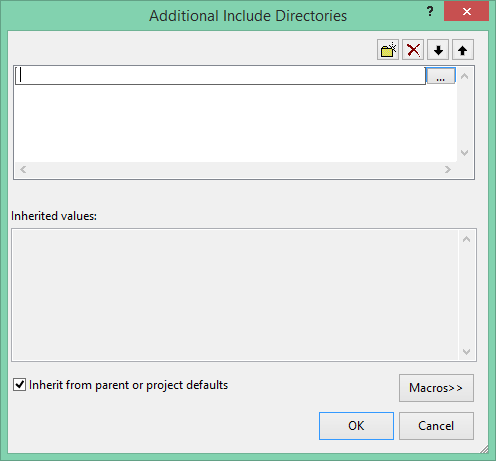 Additional Include Directories
?
...
Inherited values:
Inherit from parent or project defaults
Macros>>
OK
Cancel